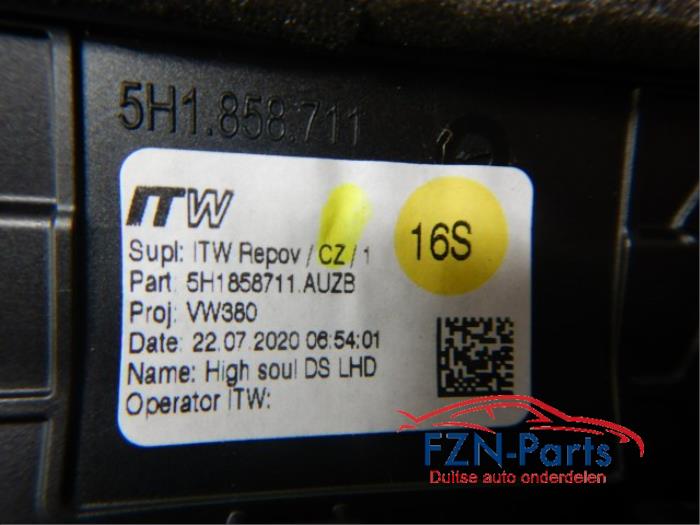 5H1.858.711
ITW
16S
Supl: ITW Repov / CZ / 1
Part: 5H1858711.AUZB
Proj: VW380
Date: 22.07.2020 06:54:01
Name: High soul DS LHD
Operator ITW:
FZN-Parts
Duitse auto onderdelen